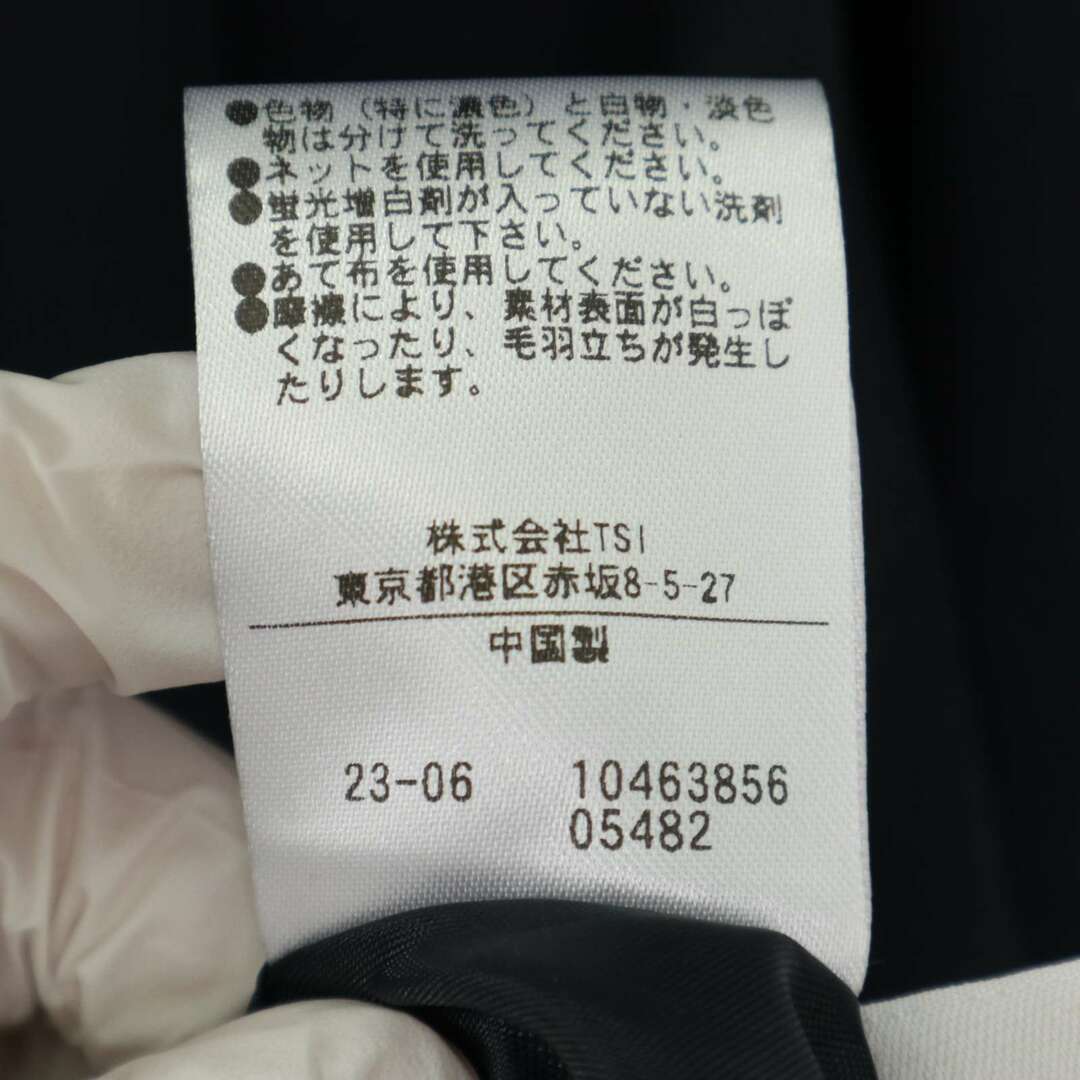 ●色物（特に濃色）と白物・淡色
物は分けて洗ってください。
●ネットを使用してください。
●蛍光増白剤が入っていない洗剤
を使用して下さい。
●あて布を使用してください。
●摩擦により、素材表面が白っぽ
くなったり、毛羽立ちが発生し
たりします。
株式会社TSI
東京都港区赤坂8-5-27
中国製
23-06 10463856
05482